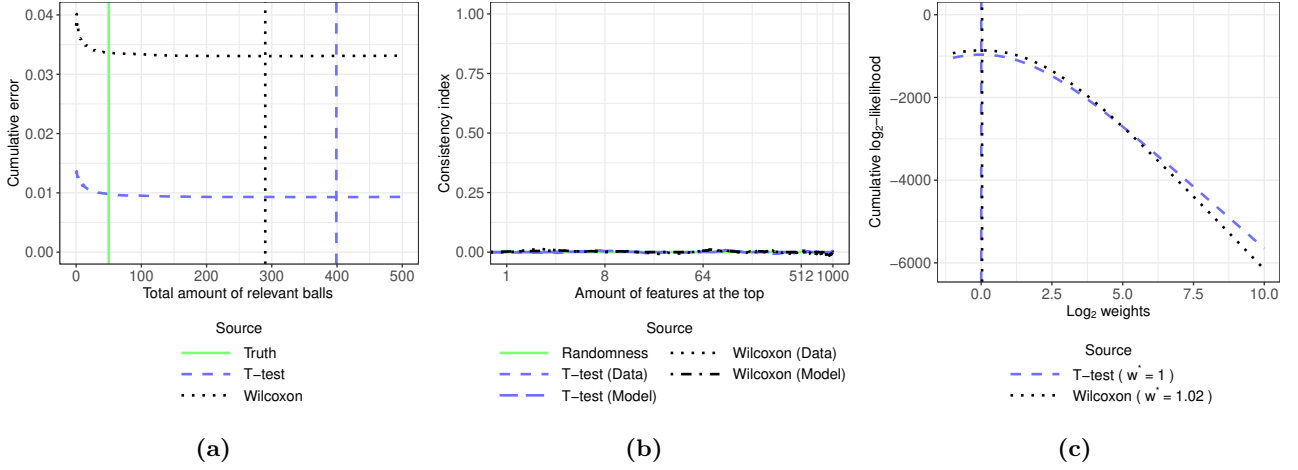 0.04
0.03
0.02
0.01
0.00
Cumulative error
0 100 200 300 400 500
Total amount of relevant balls
Source
Truth
T−test
Wilcoxon
(a)
1.00
0.75
0.50
0.25
0.00
Consistency index
1 8 64 512 1000
Amount of features at the top
Source
Randomness
T−test (Data)
T−test (Model)
Wilcoxon (Data)
Wilcoxon (Model)
(b)
0
−2000
−4000
−6000
Cumulative log₂−likelihood
0.0 2.5 5.0 7.5 10.0
Log₂ weights
Source
T−test ( w* = 1 )
Wilcoxon ( w* = 1.02 )
(c)